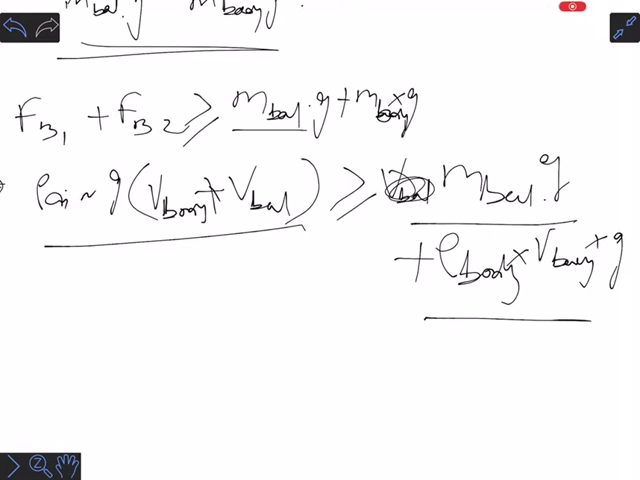 m_bal.g m_body g
F_B1 + F_B2 ≥ m_bal.g + m_body × g
ρ_air g (V_body + V_bal) ≥ m_bal.g
+ ρ_body × V_body × g